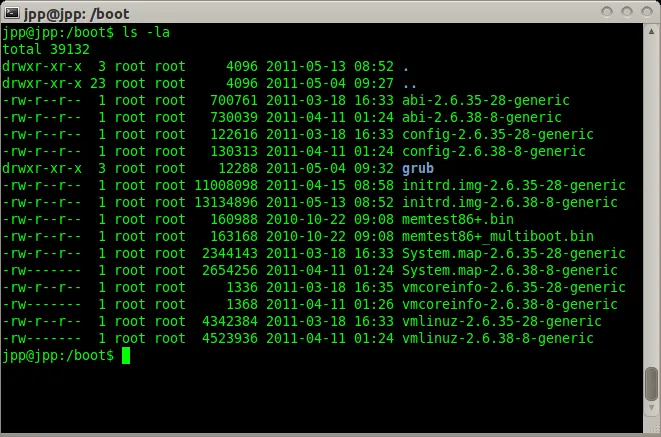 jpp@jpp: /boot
jpp@jpp:/boot$ ls -la
total 39132
drwxr-xr-x  3 root root     4096 2011-05-13 08:52 .
drwxr-xr-x 23 root root     4096 2011-05-04 09:27 ..
-rw-r--r--  1 root root   700761 2011-03-18 16:33 abi-2.6.35-28-generic
-rw-r--r--  1 root root   730039 2011-04-11 01:24 abi-2.6.38-8-generic
-rw-r--r--  1 root root   122616 2011-03-18 16:33 config-2.6.35-28-generic
-rw-r--r--  1 root root   130313 2011-04-11 01:24 config-2.6.38-8-generic
drwxr-xr-x  3 root root    12288 2011-05-04 09:32 grub
-rw-r--r--  1 root root 11008098 2011-04-15 08:58 initrd.img-2.6.35-28-generic
-rw-r--r--  1 root root 13134896 2011-05-13 08:52 initrd.img-2.6.38-8-generic
-rw-r--r--  1 root root   160988 2010-10-22 09:08 memtest86+.bin
-rw-r--r--  1 root root   163168 2010-10-22 09:08 memtest86+_multiboot.bin
-rw-r--r--  1 root root  2344143 2011-03-18 16:33 System.map-2.6.35-28-generic
-rw-------  1 root root  2654256 2011-04-11 01:24 System.map-2.6.38-8-generic
-rw-r--r--  1 root root     1336 2011-03-18 16:35 vmcoreinfo-2.6.35-28-generic
-rw-------  1 root root     1368 2011-04-11 01:26 vmcoreinfo-2.6.38-8-generic
-rw-r--r--  1 root root  4342384 2011-03-18 16:33 vmlinuz-2.6.35-28-generic
-rw-------  1 root root  4523936 2011-04-11 01:24 vmlinuz-2.6.38-8-generic
jpp@jpp:/boot$